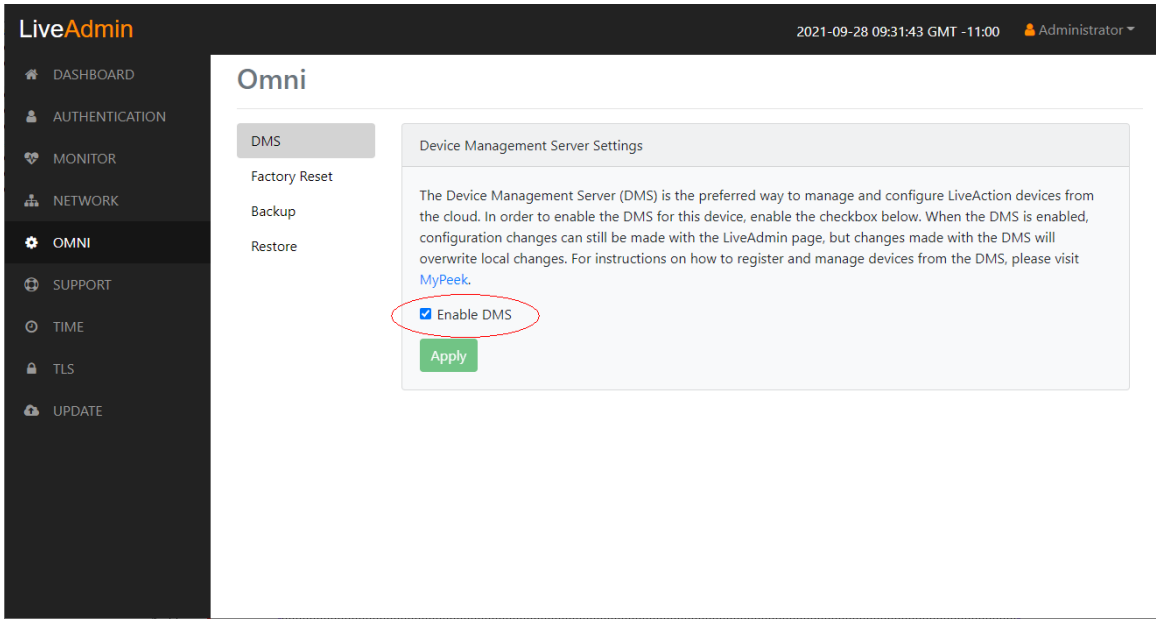 LiveAdmin
2021-09-28 09:31:43 GMT -11:00
Administrator
DASHBOARD
AUTHENTICATION
MONITOR
NETWORK
OMNI
SUPPORT
TIME
TLS
UPDATE
Omni
DMS
Factory Reset
Backup
Restore
Device Management Server Settings
The Device Management Server (DMS) is the preferred way to manage and configure LiveAction devices from
the cloud. In order to enable the DMS for this device, enable the checkbox below. When the DMS is enabled,
configuration changes can still be made with the LiveAdmin page, but changes made with the DMS will
overwrite local changes. For instructions on how to register and manage devices from the DMS, please visit
MyPeek.
Enable DMS
Apply